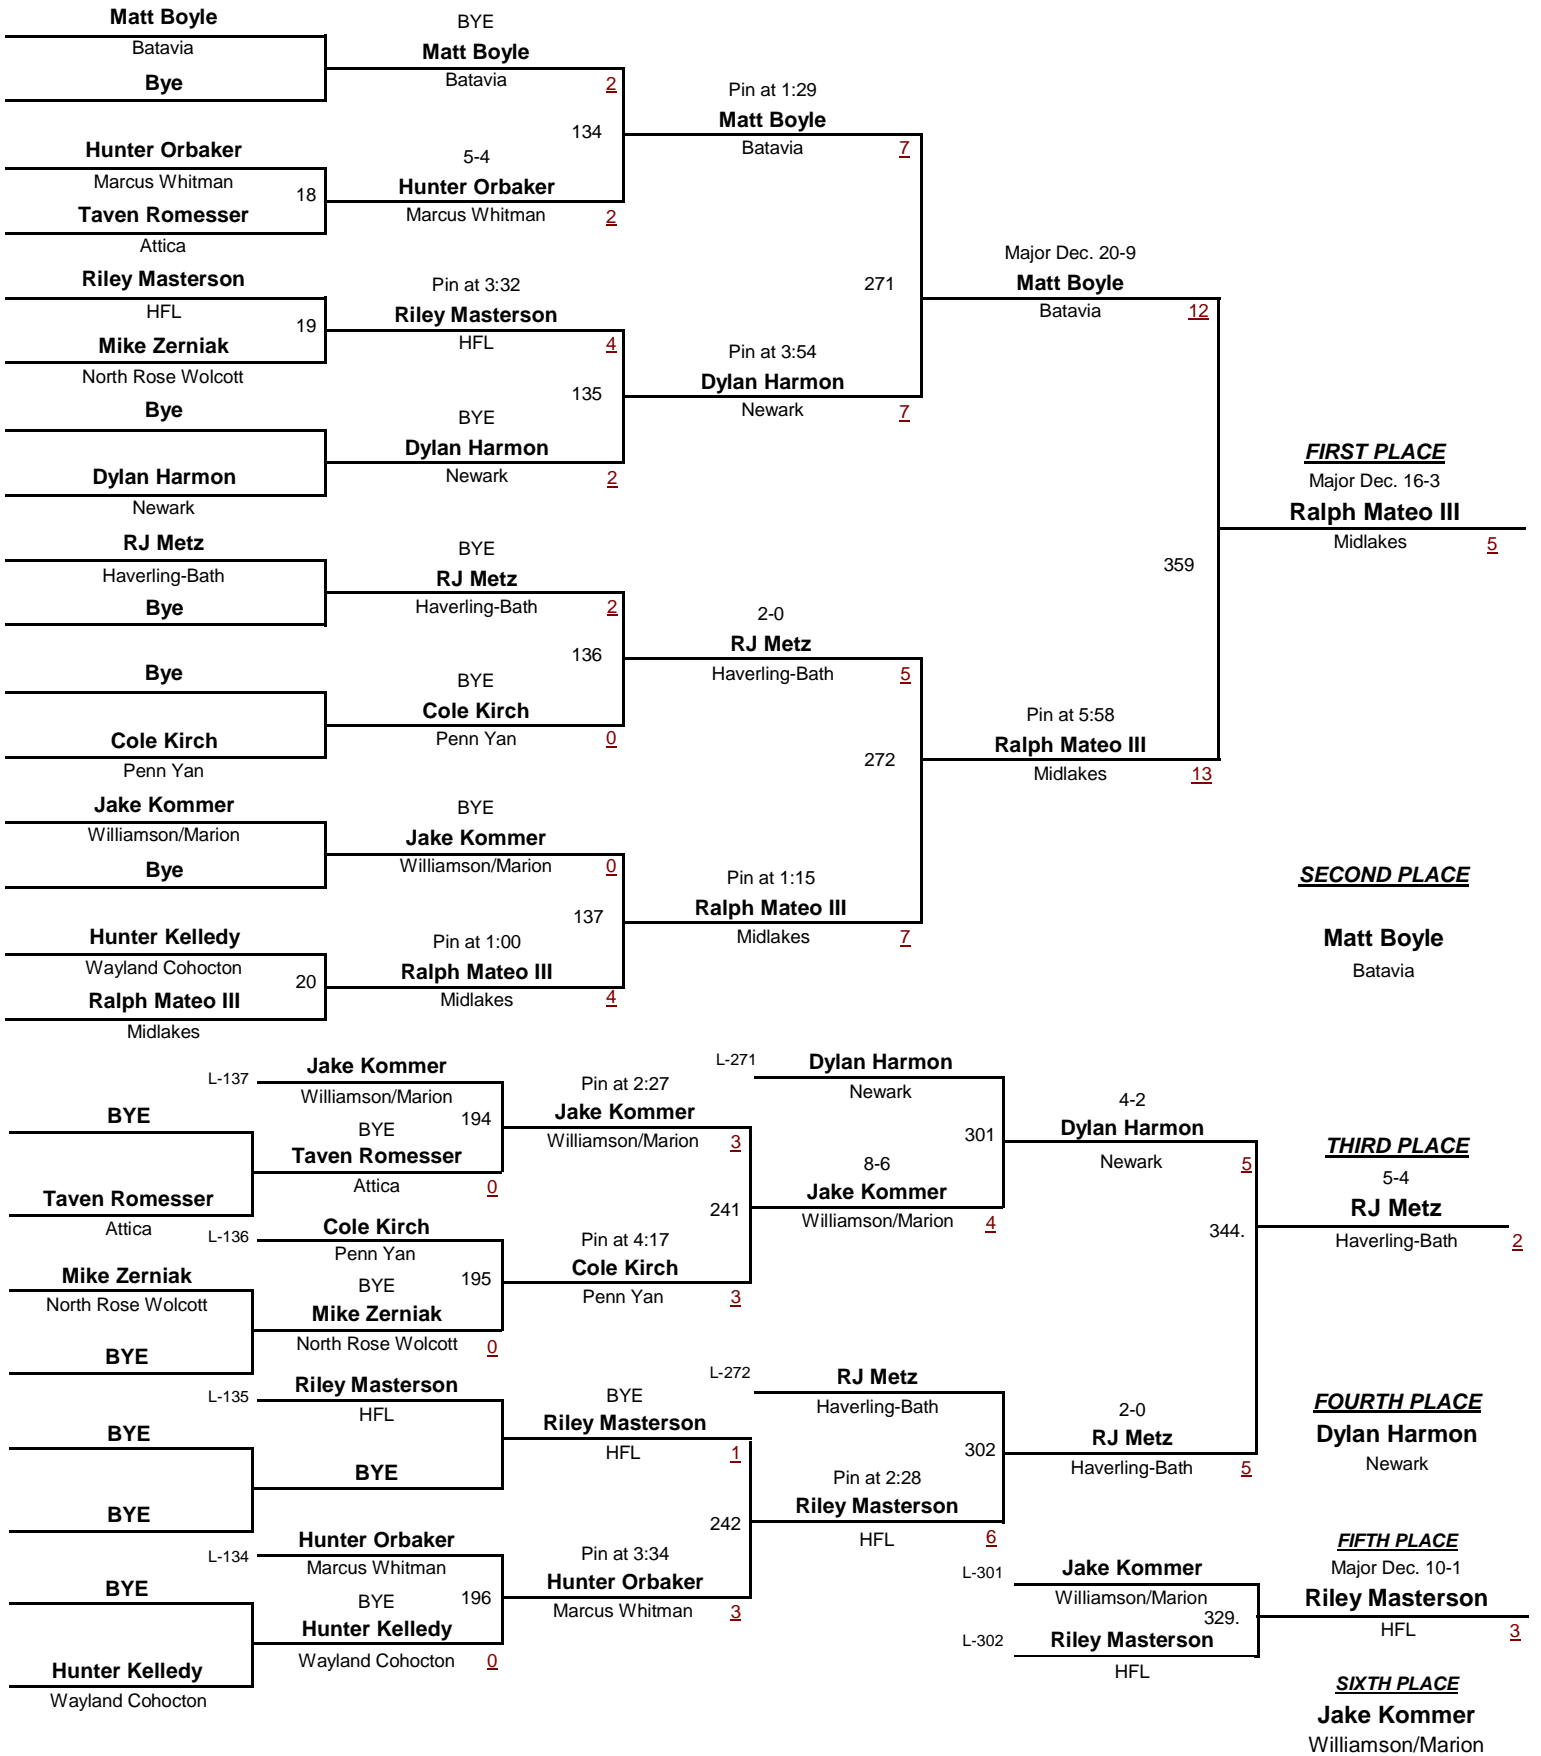 Matt Boyle
Batavia
Bye
Hunter Orbaker
Marcus Whitman
18
Taven Romesser
Attica
Riley Masterson
HFL
19
Mike Zerniak
North Rose Wolcott
Bye
Dylan Harmon
Newark
RJ Metz
Haverling-Bath
Bye
Bye
Cole Kirch
Penn Yan
Jake Kommer
Williamson/Marion
Bye
Hunter Kelledy
Wayland Cohocton
20
Ralph Mateo III
Midlakes
BYE
Matt Boyle
Batavia 2
134
5-4
Hunter Orbaker
Marcus Whitman 2
Pin at 3:32
Riley Masterson
HFL 4
135
BYE
Dylan Harmon
Newark 2
BYE
RJ Metz
Haverling-Bath 2
136
BYE
Cole Kirch
Penn Yan 0
BYE
Jake Kommer
Williamson/Marion 0
137
Pin at 1:00
Ralph Mateo III
Midlakes 4
Pin at 1:29
Matt Boyle
Batavia 7
271
Pin at 3:54
Dylan Harmon
Newark 7
2-0
RJ Metz
Haverling-Bath 5
272
Pin at 1:15
Ralph Mateo III
Midlakes 7
Major Dec. 20-9
Matt Boyle
Batavia 12
359
Pin at 5:58
Ralph Mateo III
Midlakes 13
FIRST PLACE
Major Dec. 16-3
Ralph Mateo III
Midlakes 5
SECOND PLACE
Matt Boyle
Batavia
BYE
Taven Romesser
Attica
Mike Zerniak
North Rose Wolcott
BYE
BYE
BYE
BYE
Hunter Kelledy
Wayland Cohocton
L-137
Jake Kommer
Williamson/Marion
194
BYE
Taven Romesser
Attica 0
L-136
Cole Kirch
Penn Yan
195
BYE
Mike Zerniak
North Rose Wolcott 0
L-135
Riley Masterson
HFL
BYE
L-134
Hunter Orbaker
Marcus Whitman
196
BYE
Hunter Kelledy
Wayland Cohocton 0
Pin at 2:27
Jake Kommer
Williamson/Marion 3
241
Pin at 4:17
Cole Kirch
Penn Yan 3
BYE
Riley Masterson
HFL 1
242
Pin at 3:34
Hunter Orbaker
Marcus Whitman 3
L-271
Dylan Harmon
Newark
301
8-6
Jake Kommer
Williamson/Marion 4
L-272
RJ Metz
Haverling-Bath
302
Pin at 2:28
Riley Masterson
HFL 6
4-2
Dylan Harmon
Newark 5
344.
2-0
RJ Metz
Haverling-Bath 5
L-301
Jake Kommer
Williamson/Marion
329.
L-302
Riley Masterson
HFL
THIRD PLACE
5-4
RJ Metz
Haverling-Bath 2
FOURTH PLACE
Dylan Harmon
Newark
FIFTH PLACE
Major Dec. 10-1
Riley Masterson
HFL 3
SIXTH PLACE
Jake Kommer
Williamson/Marion